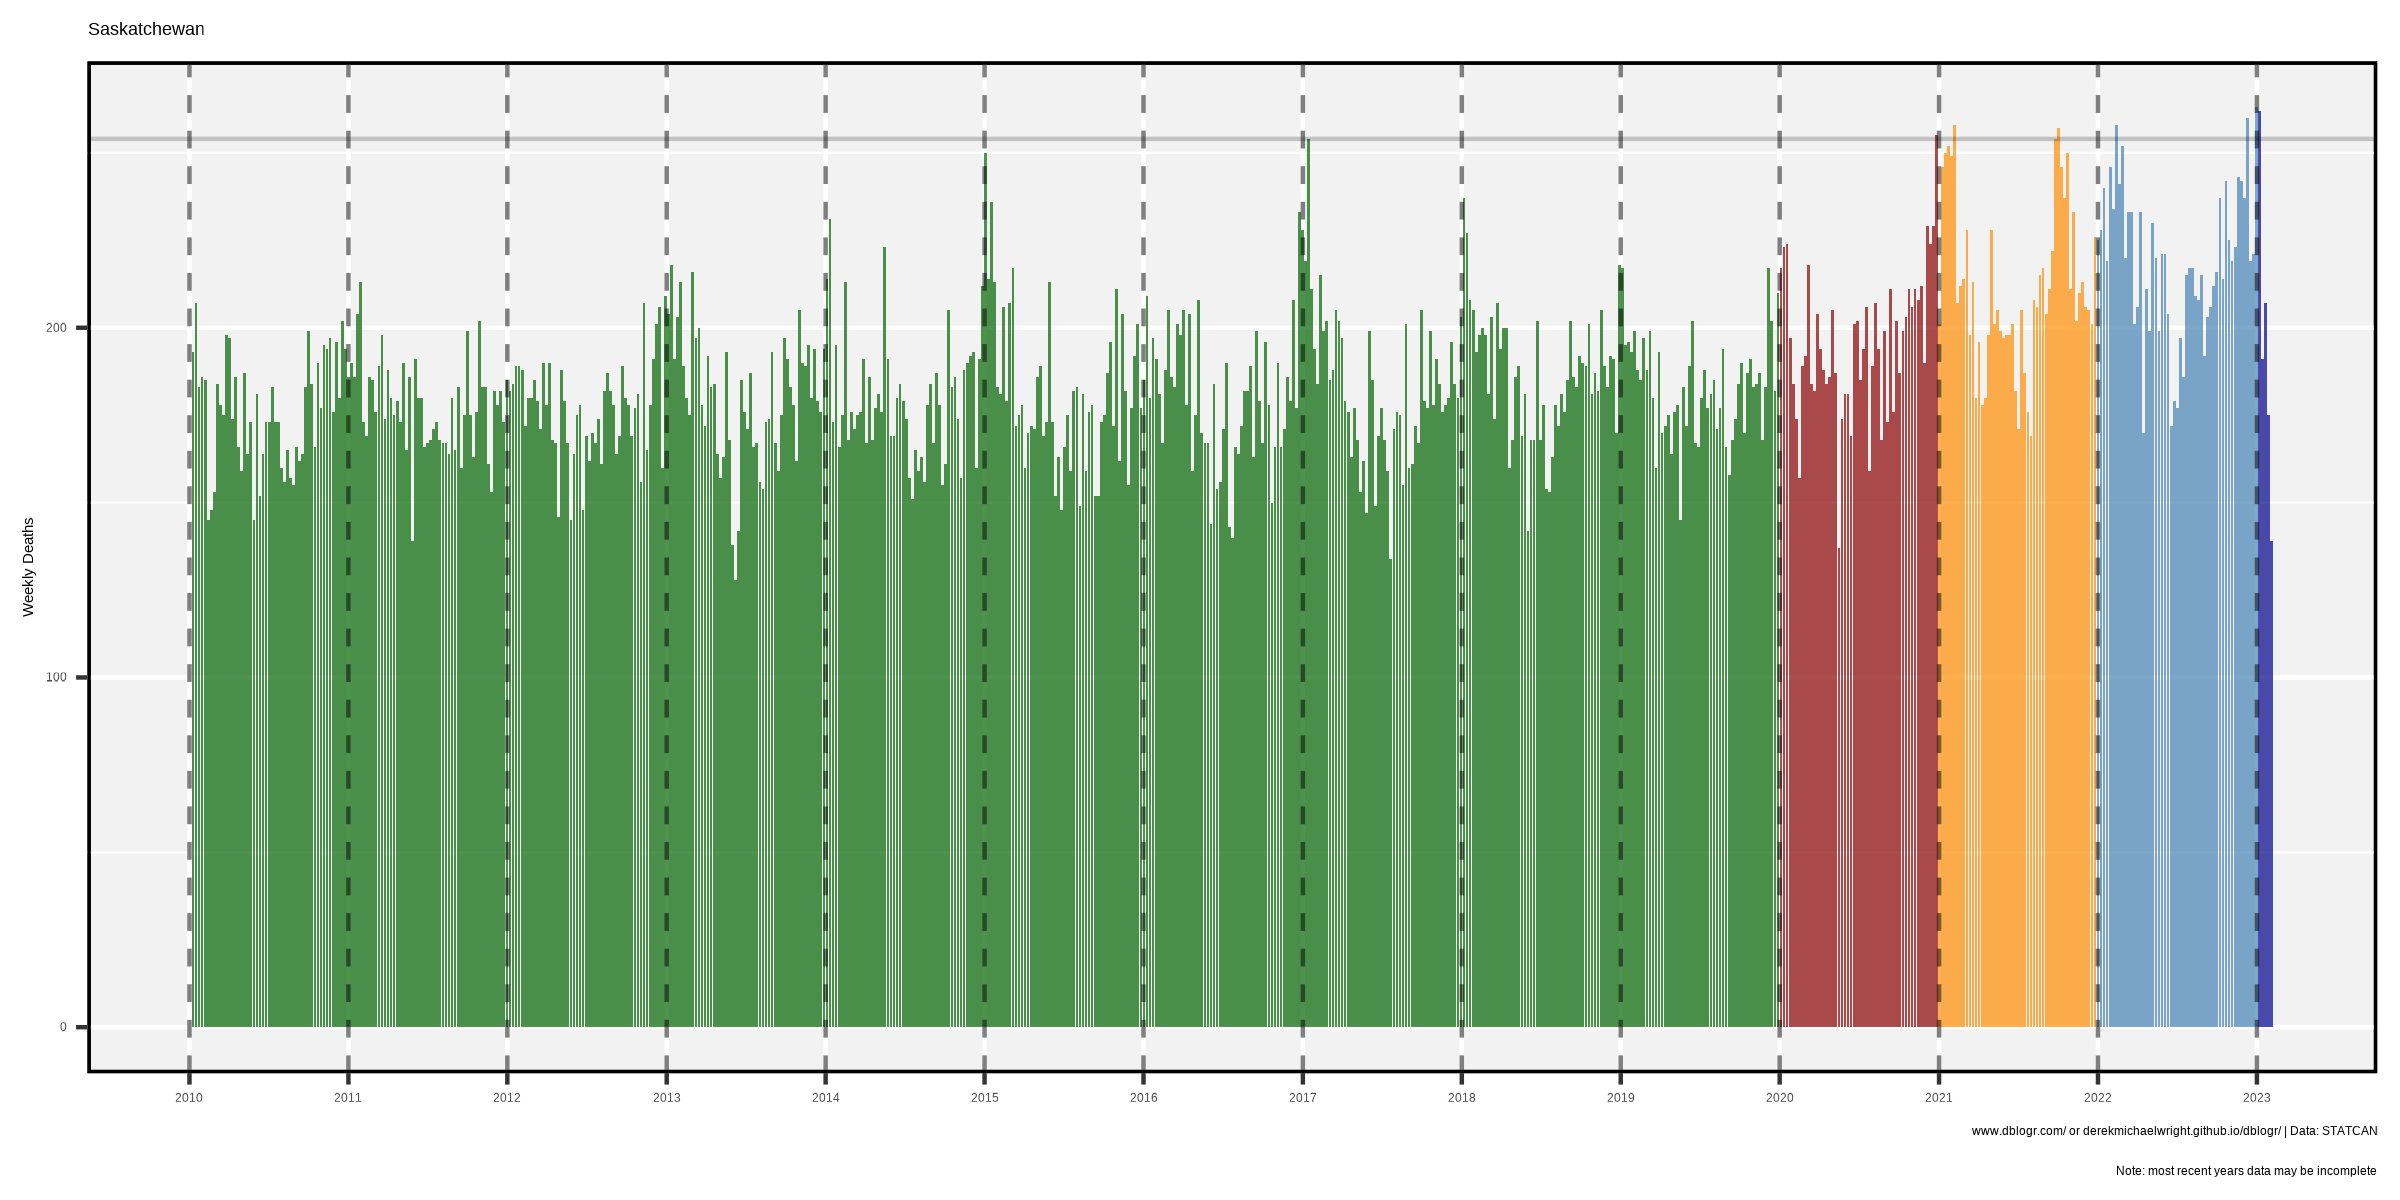 Saskatchewan
Weekly Deaths
200
100
0
2010 2011 2012 2013 2014 2015 2016 2017 2018 2019 2020 2021 2022 2023
www.dblogr.com/ or derekmichaelwright.github.io/dblogr/ | Data: STATCAN
Note: most recent years data may be incomplete